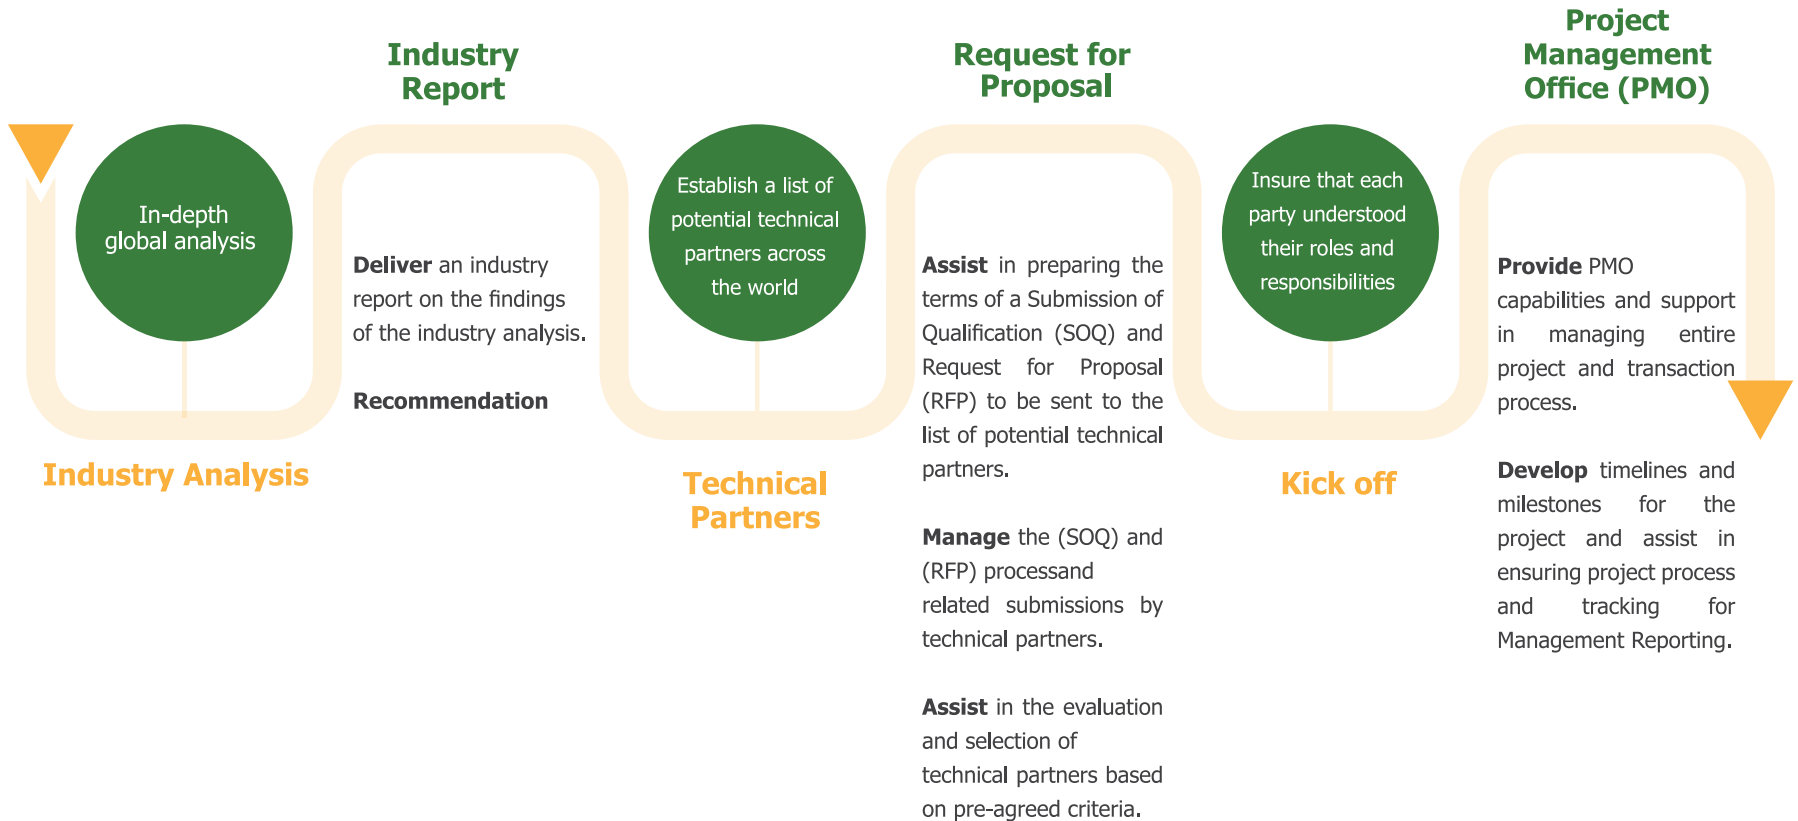 In-depth
global analysis
Industry Analysis
Industry
Report
Deliver an industry
report on the findings
of the industry analysis.
Recommendation
Establish a list of
potential technical
partners across
the world
Technical
Partners
Request for
Proposal
Assist in preparing the
terms of a Submission of
Qualification (SOQ) and
Request for Proposal
(RFP) to be sent to the
list of potential technical
partners.
Manage the (SOQ) and
(RFP) processand
related submissions by
technical partners.
Assist in the evaluation
and selection of
technical partners based
on pre-agreed criteria.
Insure that each
party understood
their roles and
responsibilities
Kick off
Project
Management
Office (PMO)
Provide PMO
capabilities and support
in managing entire
project and transaction
process.
Develop timelines and
milestones for the
project and assist in
ensuring project process
and tracking for
Management Reporting.